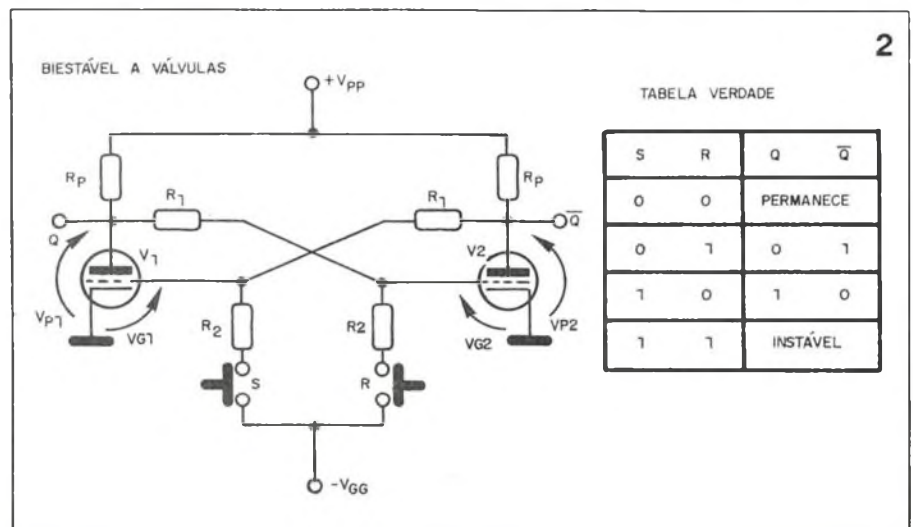 2
BIESTÁVEL A VÁLVULAS
+VPP
RP
R1
R1
RP
Q
Q̅
V1
V2
VP1
VG1
R2
R2
VG2
VP2
S
R
-VGG
TABELA VERDADE
S R Q Q̅
0 0 PERMANECE
0 1 0 1
1 0 1 0
1 1 INSTÁVEL